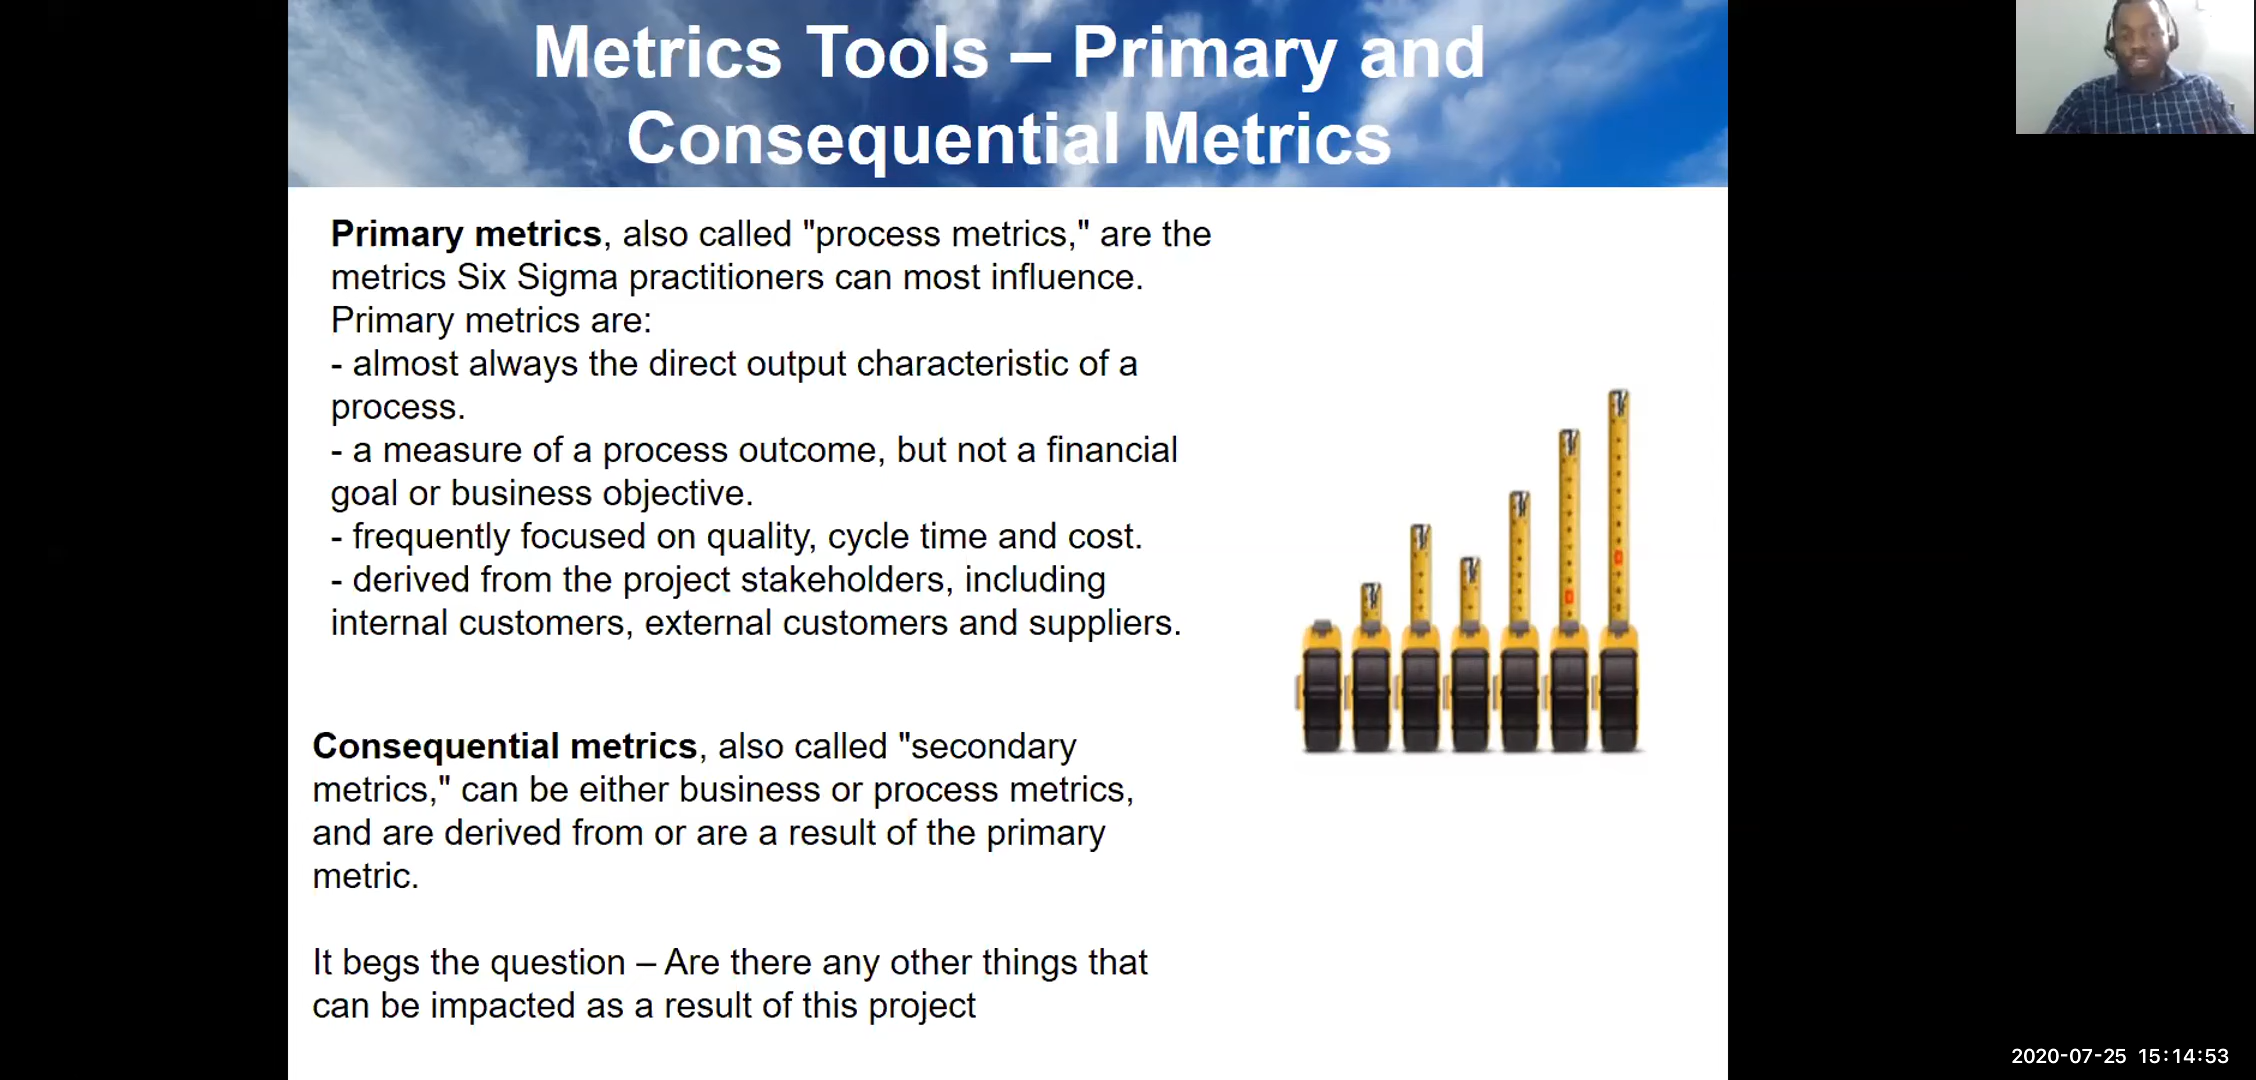 Metrics Tools – Primary and
Consequential Metrics
Primary metrics, also called "process metrics," are the
metrics Six Sigma practitioners can most influence.
Primary metrics are:
- almost always the direct output characteristic of a
process.
- a measure of a process outcome, but not a financial
goal or business objective.
- frequently focused on quality, cycle time and cost.
- derived from the project stakeholders, including
internal customers, external customers and suppliers.
Consequential metrics, also called "secondary
metrics," can be either business or process metrics,
and are derived from or are a result of the primary
metric.
It begs the question – Are there any other things that
can be impacted as a result of this project
2020-07-25 15:14:53